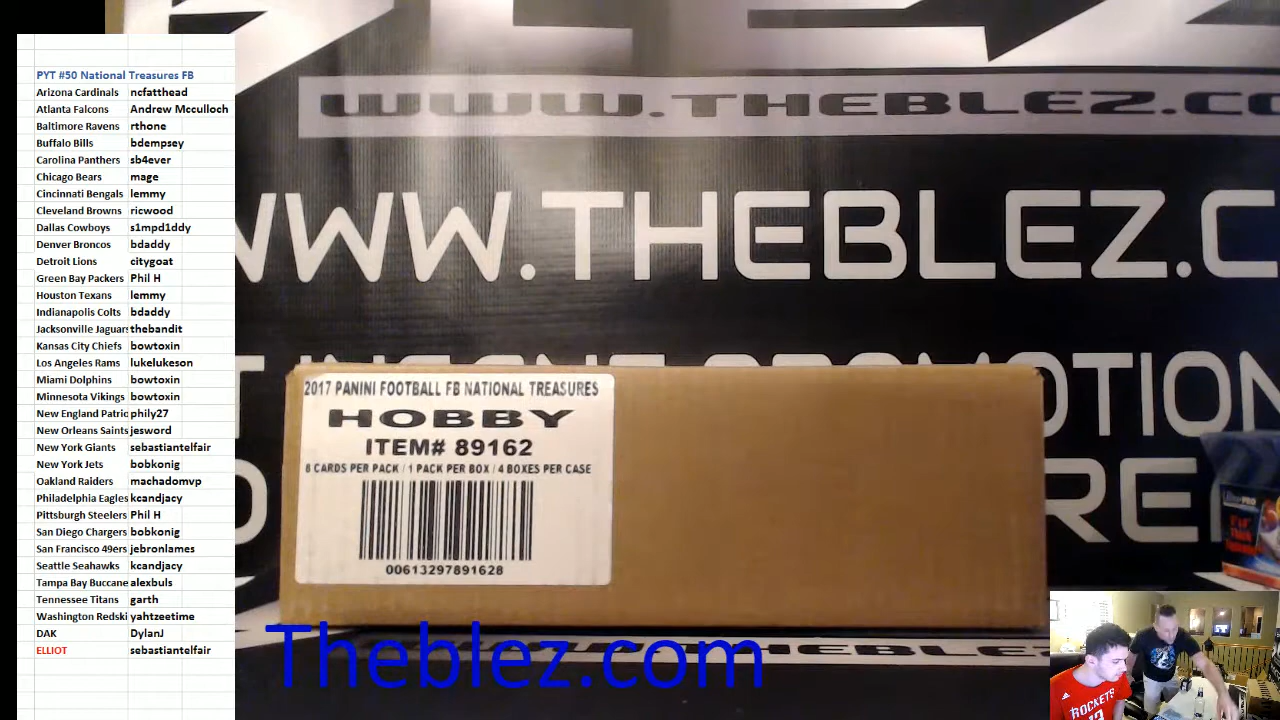 PYT #50 National Treasures FB
Arizona Cardinals ncfatthead
Atlanta Falcons Andrew Mcculloch
Baltimore Ravens rthone
Buffalo Bills bdempsey
Carolina Panthers sb4ever
Chicago Bears mage
Cincinnati Bengals lemmy
Cleveland Browns ricwood
Dallas Cowboys s1mpd1ddy
Denver Broncos bdaddy
Detroit Lions citygoat
Green Bay Packers Phil H
Houston Texans lemmy
Indianapolis Colts bdaddy
Jacksonville Jaguars thebandit
Kansas City Chiefs bowtoxin
Los Angeles Rams lukelukeson
Miami Dolphins bowtoxin
Minnesota Vikings bowtoxin
New England Patric phily27
New Orleans Saints jesword
New York Giants sebastiantelfair
New York Jets bobkonig
Oakland Raiders machadomvp
Philadelphia Eagles kcandjacy
Pittsburgh Steelers Phil H
San Diego Chargers bobkonig
San Francisco 49ers jebronlames
Seattle Seahawks kcandjacy
Tampa Bay Buccane alexbuls
Tennessee Titans garth
Washington Redski yahtzeetime
DAK DylanJ
ELLIOT sebastiantelfair
WWW.THEBLEZ.CO
WWW.THEBLEZ.C
2017 PANINI FOOTBALL FB NATIONAL TREASURES
HOBBY
ITEM# 89162
8 CARDS PER PACK / 1 PACK PER BOX / 4 BOXES PER CASE
00613297891628
Theblez.com
ROCKETS